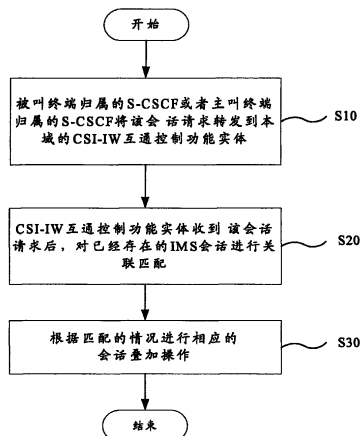 开始
被叫终端归属的S-CSCF或者主叫终端
归属的S-CSCF将该会 话请求转发到本
域的CSI-IW互通控制功能实体
S10
CSI-IW互通控制功能实体收到 该会话
请求后，对已经存在的IMS会话进行关
联匹配
S20
根据匹配的情况进行相应的
会话叠加操作
S30
结束